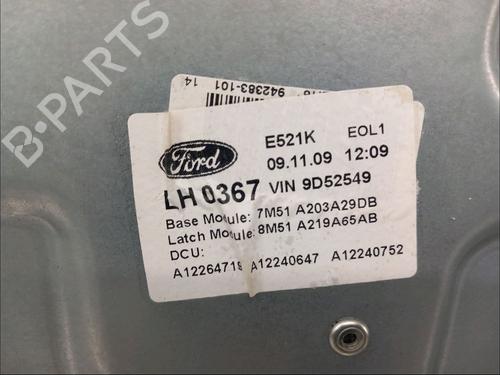 B-PARTS
942383-101
14
Ford
E521K EOL1
09.11.09 12:09
LH 0367 VIN 9D52549
Base Module: 7M51 A203A29DB
Latch Module: 8M51 A219A65AB
DCU:
A12264718 A12240647 A12240752